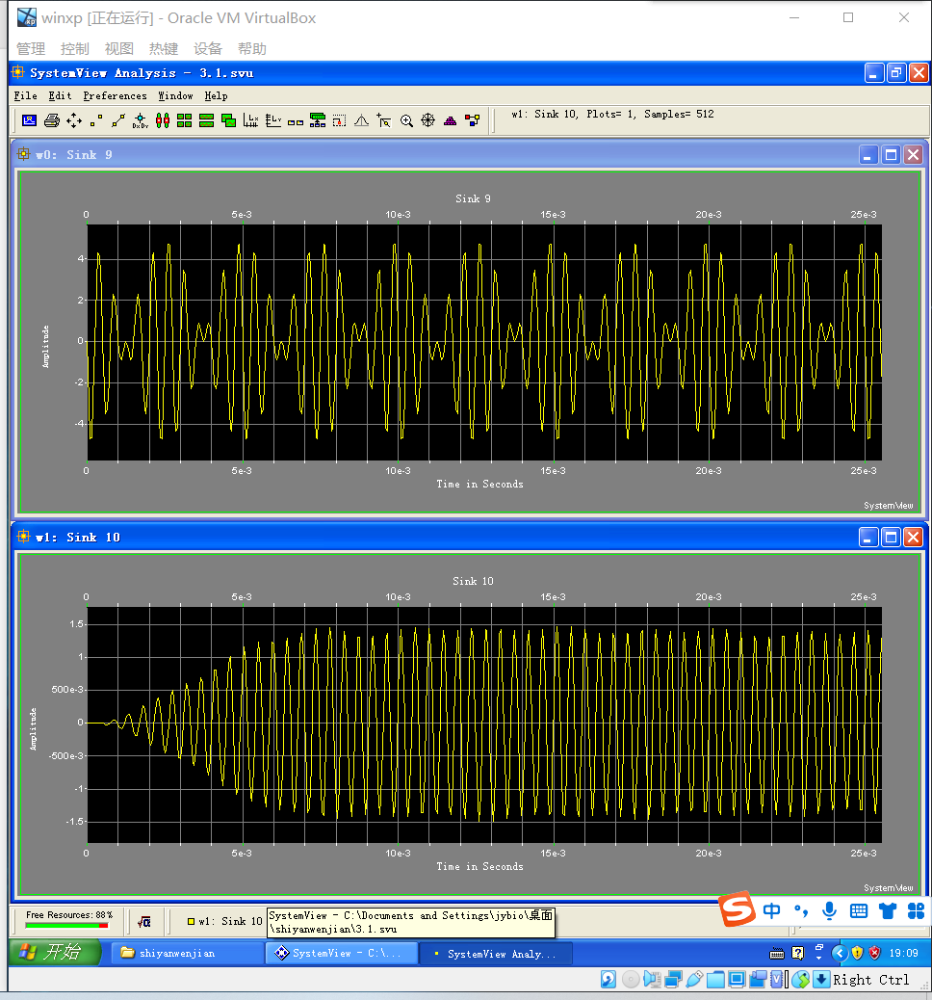 winxp [正在运行] - Oracle VM VirtualBox
管理 控制 视图 热键 设备 帮助
SystemView Analysis - 3.1.svu
File Edit Preferences Window Help
w1: Sink 10, Plots= 1, Samples= 512
w0: Sink 9
Sink 9
0 5e-3 10e-3 15e-3 20e-3 25e-3
4
2
0
-2
-4
Amplitude
0 5e-3 10e-3 15e-3 20e-3 25e-3
Time in Seconds
SystemView
w1: Sink 10
Sink 10
0 5e-3 10e-3 15e-3 20e-3 25e-3
1.5
1
500e-3
0
-500e-3
-1
-1.5
Amplitude
0 5e-3 10e-3 15e-3 20e-3 25e-3
Time in Seconds
SystemView
Free Resources: 88%
w1: Sink 10
SystemView - C:\Documents and Settings\jybio\桌面
\shiyanwenjian\3.1.svu
中
开始 shiyanwenjian SystemView - C:\... SystemView Analy... 19:09
Right Ctrl